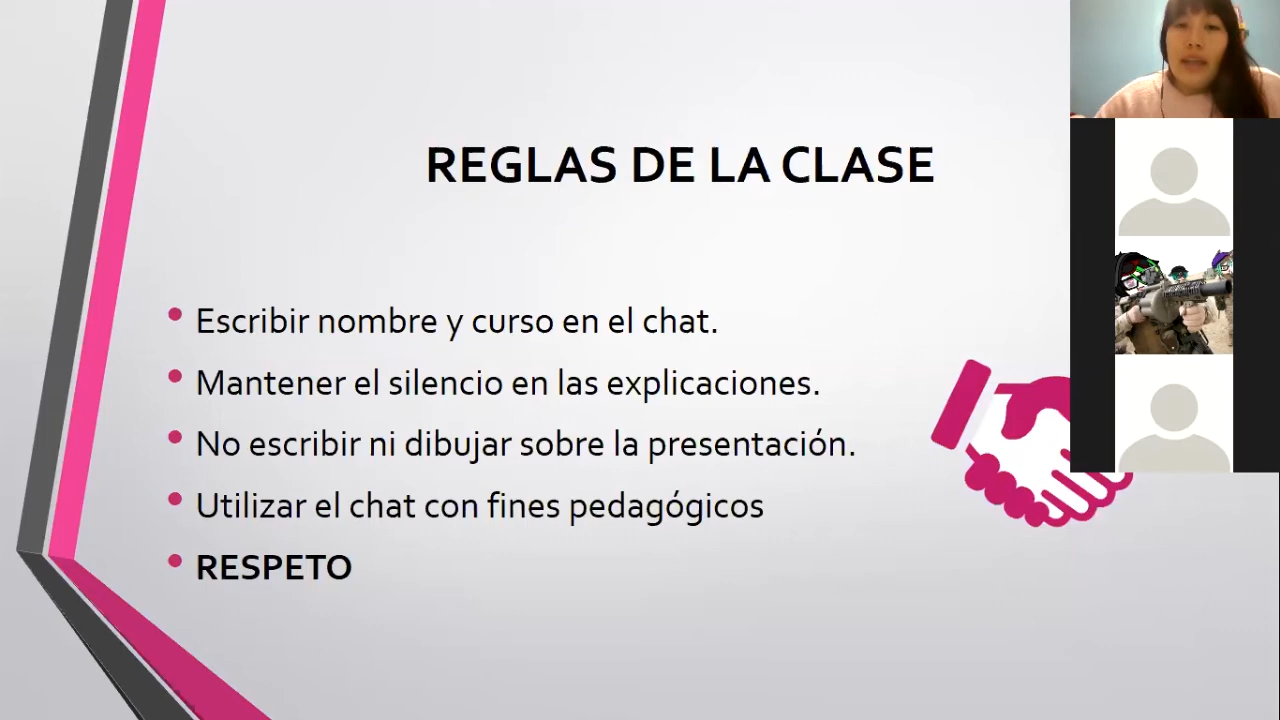 REGLAS DE LA CLASE
Escribir nombre y curso en el chat.
Mantener el silencio en las explicaciones.
No escribir ni dibujar sobre la presentación.
Utilizar el chat con fines pedagógicos
RESPETO